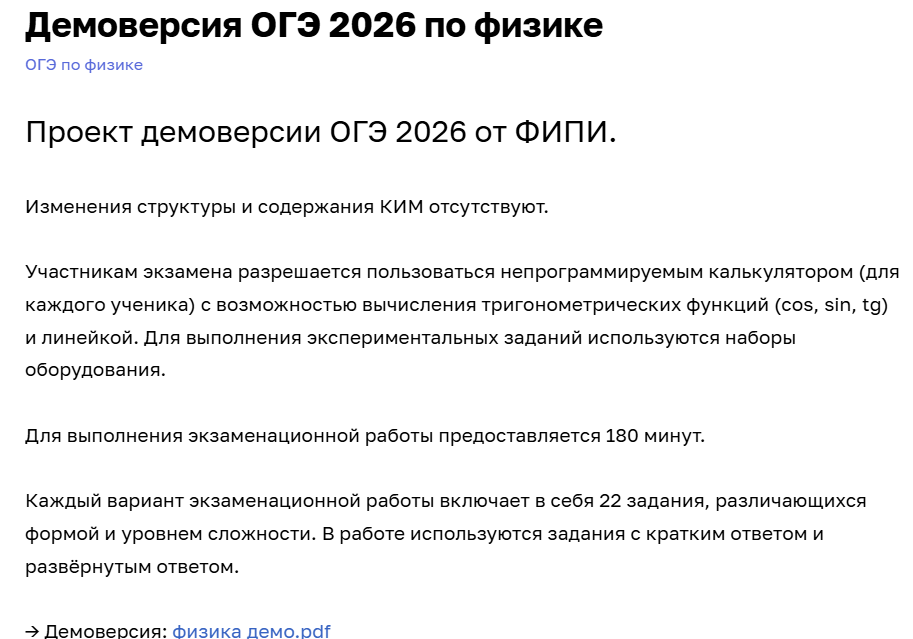 Демоверсия ОГЭ 2026 по физике
ОГЭ по физике
Проект демоверсии ОГЭ 2026 от ФИПИ.
Изменения структуры и содержания КИМ отсутствуют.
Участникам экзамена разрешается пользоваться непрограммируемым калькулятором (для
каждого ученика) с возможностью вычисления тригонометрических функций (cos, sin, tg)
и линейкой. Для выполнения экспериментальных заданий используются наборы
оборудования.
Для выполнения экзаменационной работы предоставляется 180 минут.
Каждый вариант экзаменационной работы включает в себя 22 задания, различающихся
формой и уровнем сложности. В работе используются задания с кратким ответом и
развёрнутым ответом.
→ Демоверсия: физика демо.pdf